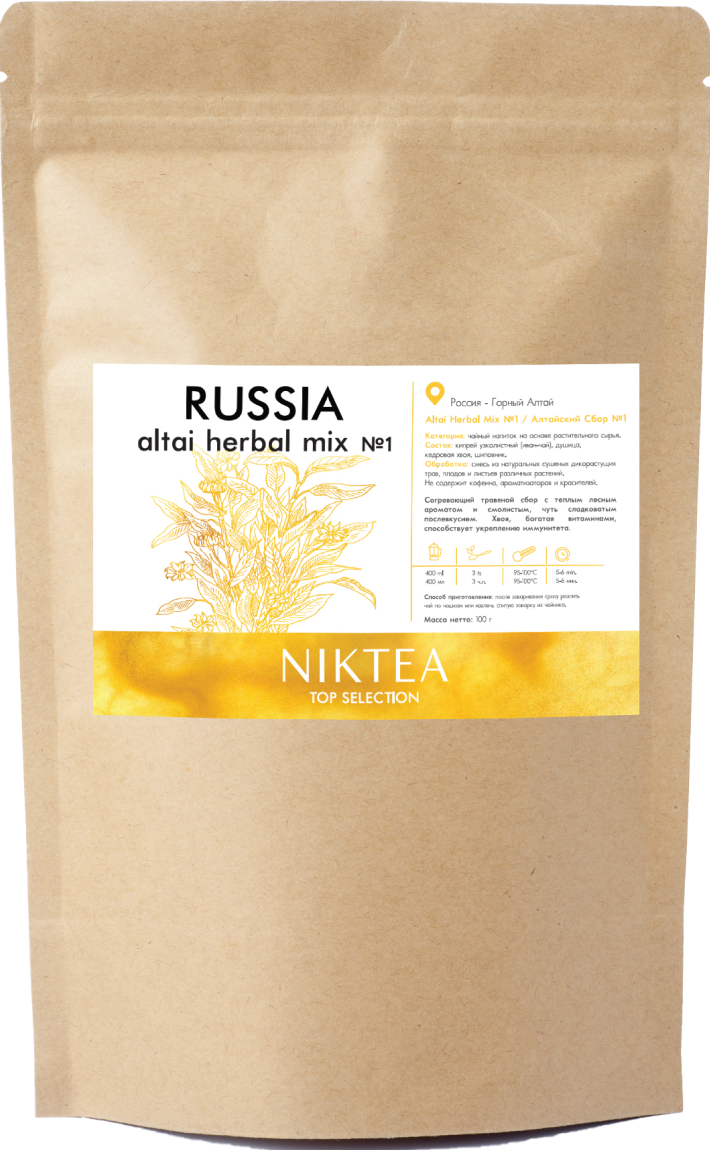 RUSSIA
altai herbal mix №1
Россия - Горный Алтай
Altai Herbal Mix №1 / Алтайский Сбор №1
Категория: чайный напиток на основе растительного сырья.
Состав: кипрей узколистный (иван-чай), душица,
кедровая хвоя, шиповник.
Обработка: смесь из натуральных сушеных дикорастущих
трав, плодов и листьев различных растений.
Не содержит кофеина, ароматизаторов и красителей.
Согревающий травяной сбор с теплым лесным
ароматом и смолистым, чуть сладковатым
послевкусием. Хвоя, богатая витаминами,
способствует укреплению иммунитета.
400 ml 3 ts 95-100°C 5-6 min.
400 мл 3 ч.л. 95-100°C 5-6 мин.
Способ приготовления: после заваривания сразу разлить
чай по чашкам или извлечь спитую заварку из чайника.
Масса нетто: 100 г
NIKTEA
TOP SELECTION